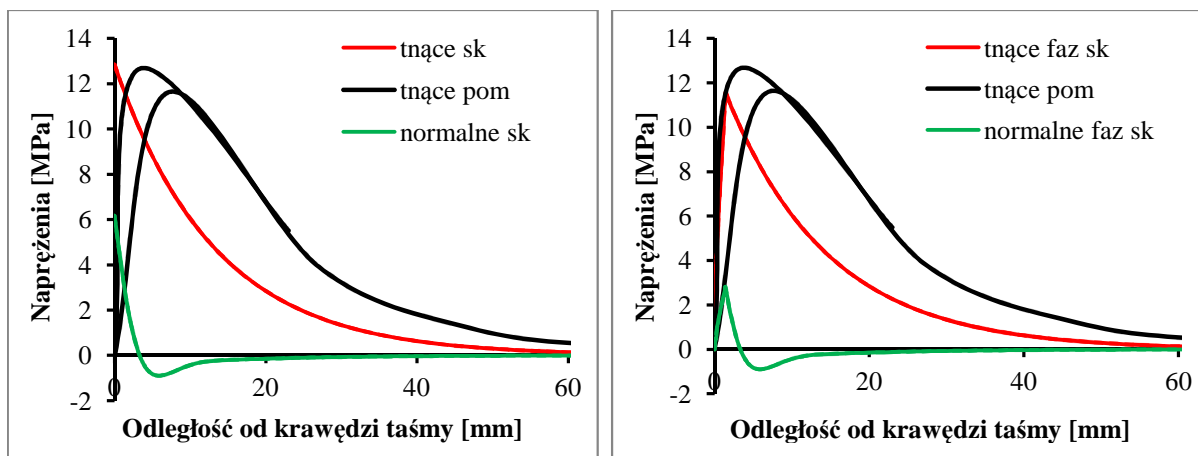 14
12
10
8
6
4
2
0
-2
0
20
40
60
Naprężenia [MPa]
Odległość od krawędzi taśmy [mm]
tnące sk
tnące pom
normalne sk
14
12
10
8
6
4
2
0
-2
0
20
40
60
Naprężenia [MPa]
Odległość od krawędzi taśmy [mm]
tnące faz sk
tnące pom
normalne faz sk